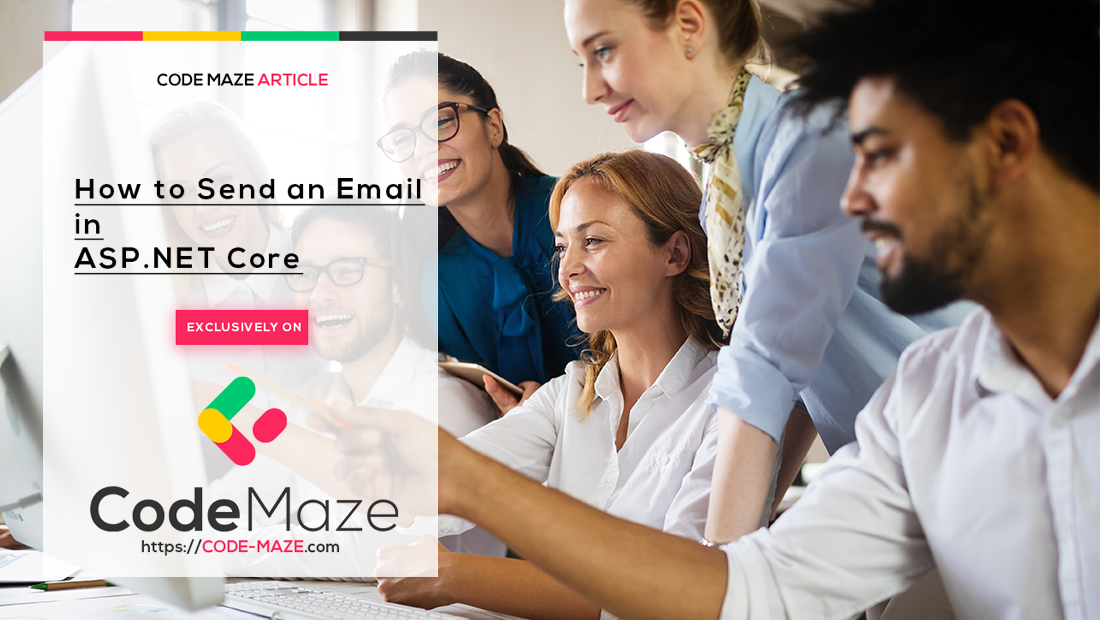 CODE MAZE ARTICLE
How to Send an Email
in
ASP.NET Core
EXCLUSIVELY ON
CodeMaze
https://CODE-MAZE.com